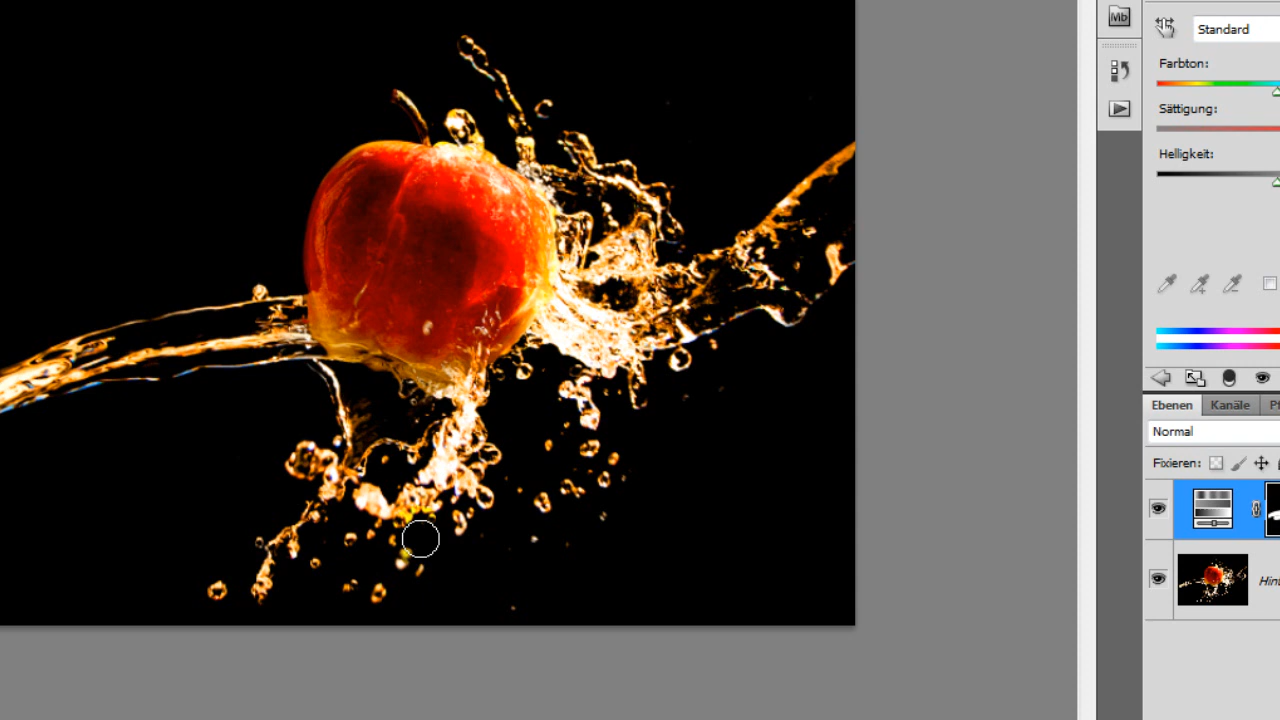 Mb
Standard
Farbton:
Sättigung:
Helligkeit:
Ebenen Kanäle
Normal
Fixieren: